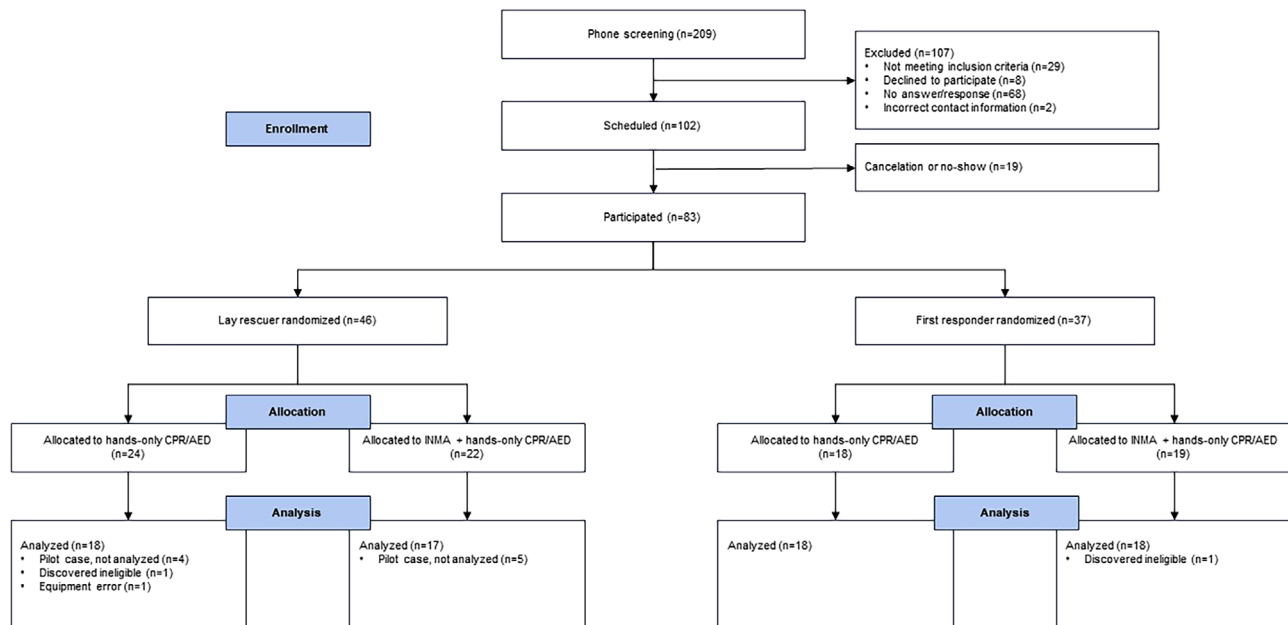 Phone screening (n=209)
Excluded (n=107)
• Not meeting inclusion criteria (n=29)
• Declined to participate (n=8)
• No answer/response (n=68)
• Incorrect contact information (n=2)
Enrollment
Scheduled (n=102)
Cancelation or no-show (n=19)
Participated (n=83)
Lay rescuer randomized (n=46)
First responder randomized (n=37)
Allocation
Allocated to hands-only CPR/AED
(n=24)
Allocated to INMA + hands-only CPR/AED
(n=22)
Allocation
Allocated to hands-only CPR/AED
(n=18)
Allocated to INMA + hands-only CPR/AED
(n=19)
Analysis
Analyzed (n=18)
• Pilot case, not analyzed (n=4)
• Discovered ineligible (n=1)
• Equipment error (n=1)
Analyzed (n=17)
• Pilot case, not analyzed (n=5)
Analysis
Analyzed (n=18)
Analyzed (n=18)
• Discovered ineligible (n=1)